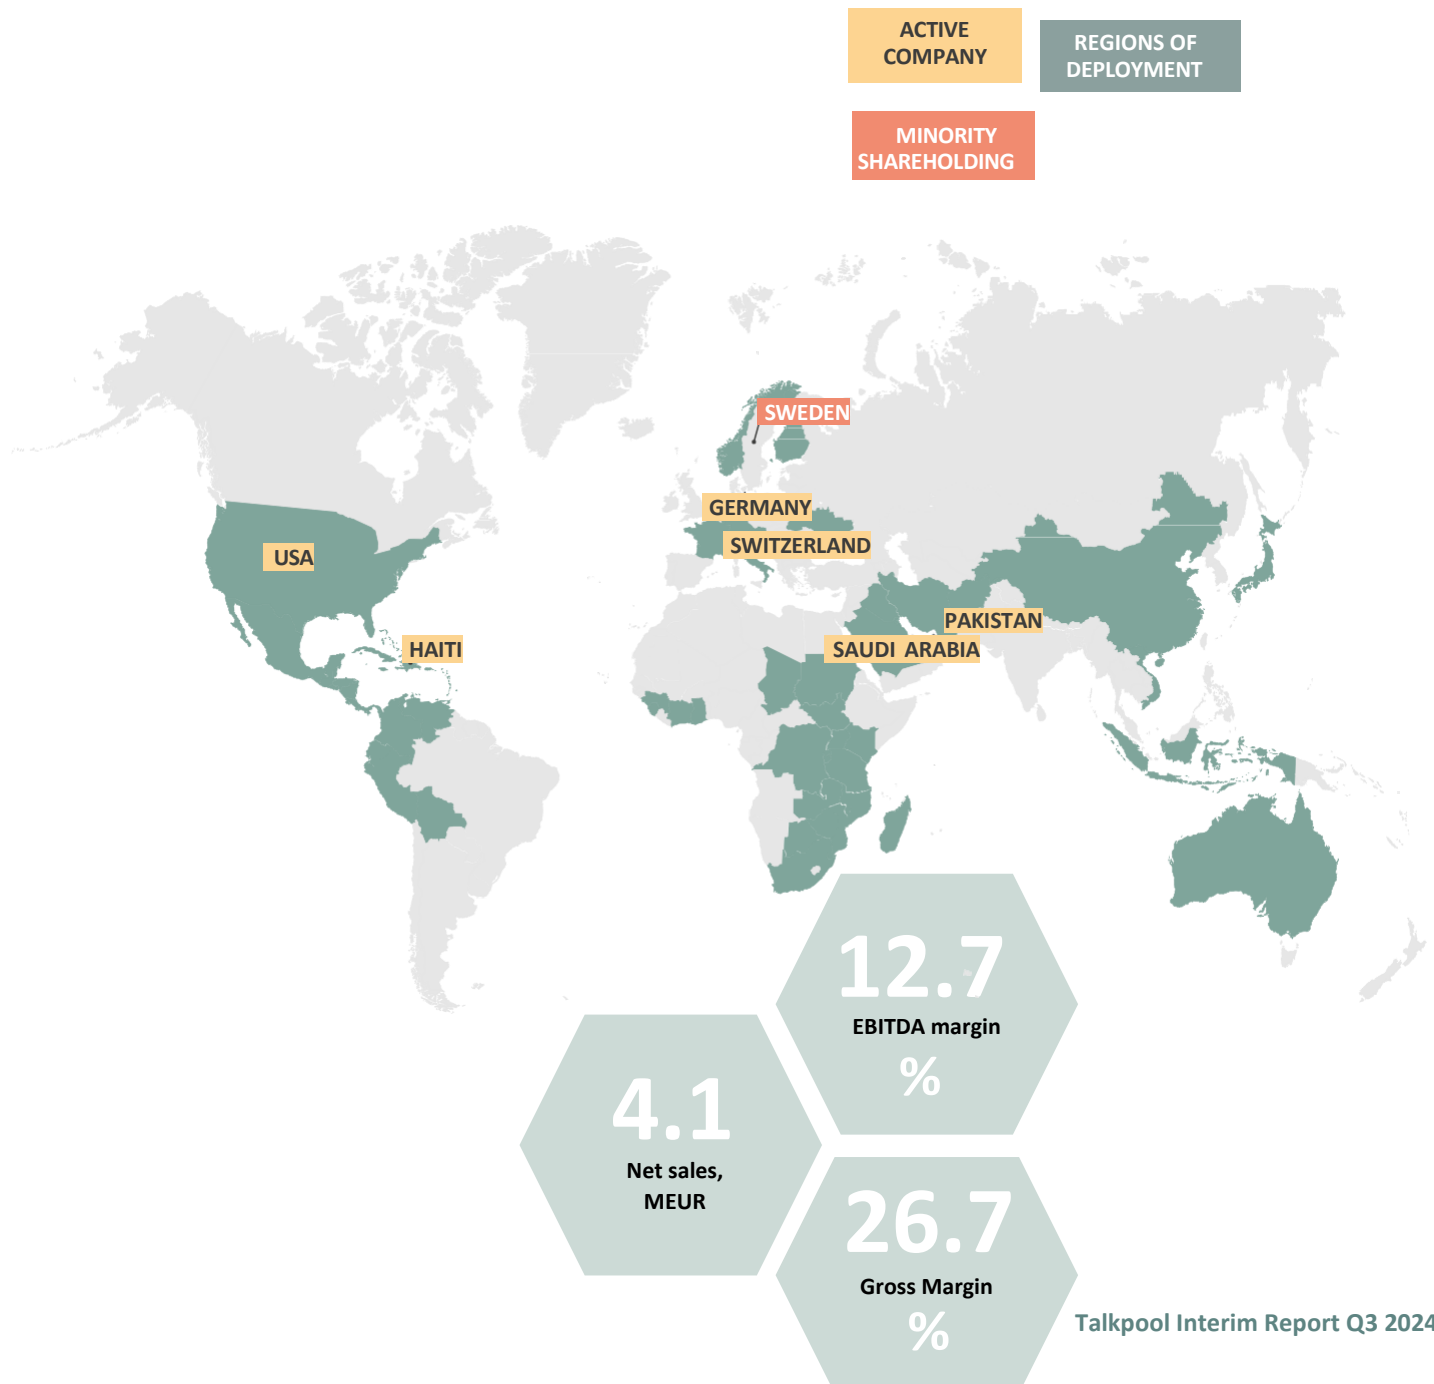 ACTIVE
COMPANY
REGIONS OF
DEPLOYMENT
MINORITY
SHAREHOLDING
SWEDEN
GERMANY
SWITZERLAND
USA
PAKISTAN
HAITI
SAUDI ARABIA
12.7
EBITDA margin
%
4.1
Net sales,
MEUR
26.7
Gross Margin
%
Talkpool Interim Report Q3 2024